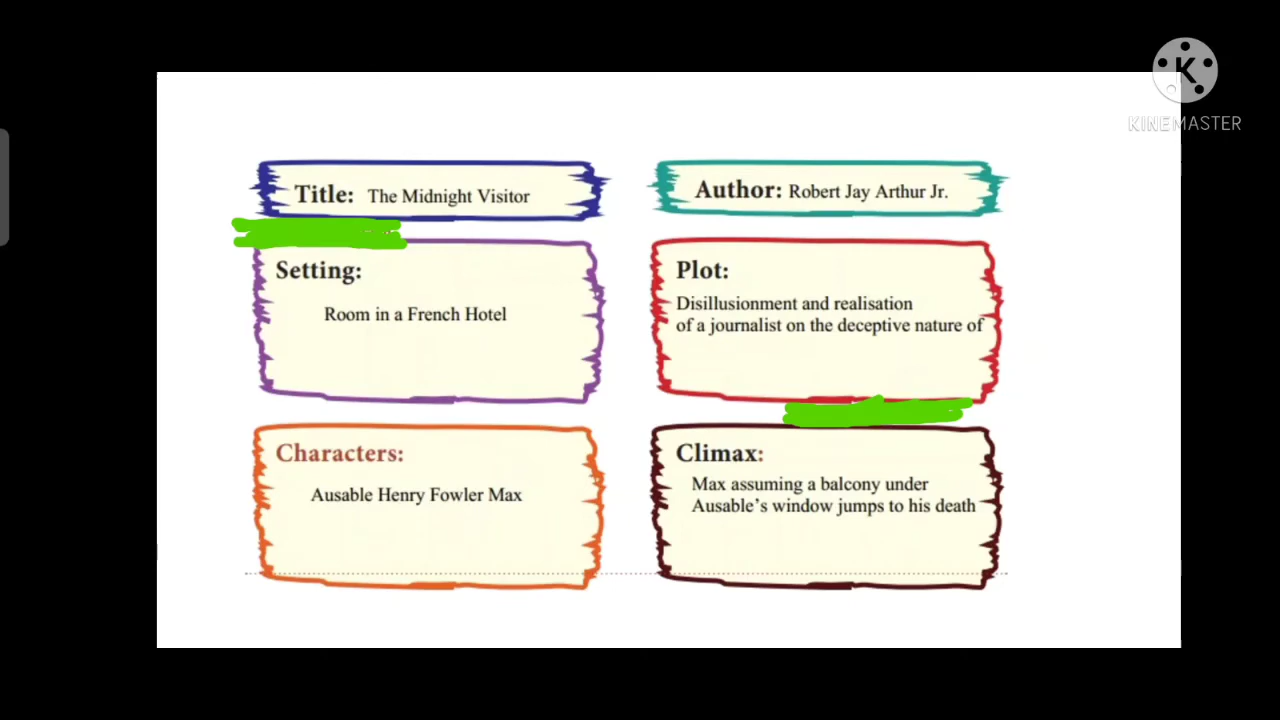 K
KINEMASTER
Title: The Midnight Visitor
Author: Robert Jay Arthur Jr.
Setting:
Room in a French Hotel
Plot:
Disillusionment and realisation
of a journalist on the deceptive nature of
Characters:
Ausable Henry Fowler Max
Climax:
Max assuming a balcony under
Ausable's window jumps to his death